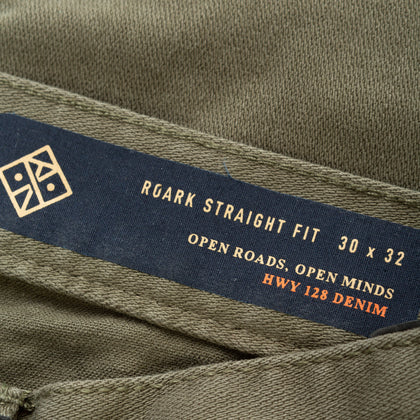 ROARK STRAIGHT FIT 30 x 32
OPEN ROADS, OPEN MINDS
HWY 128 DENIM